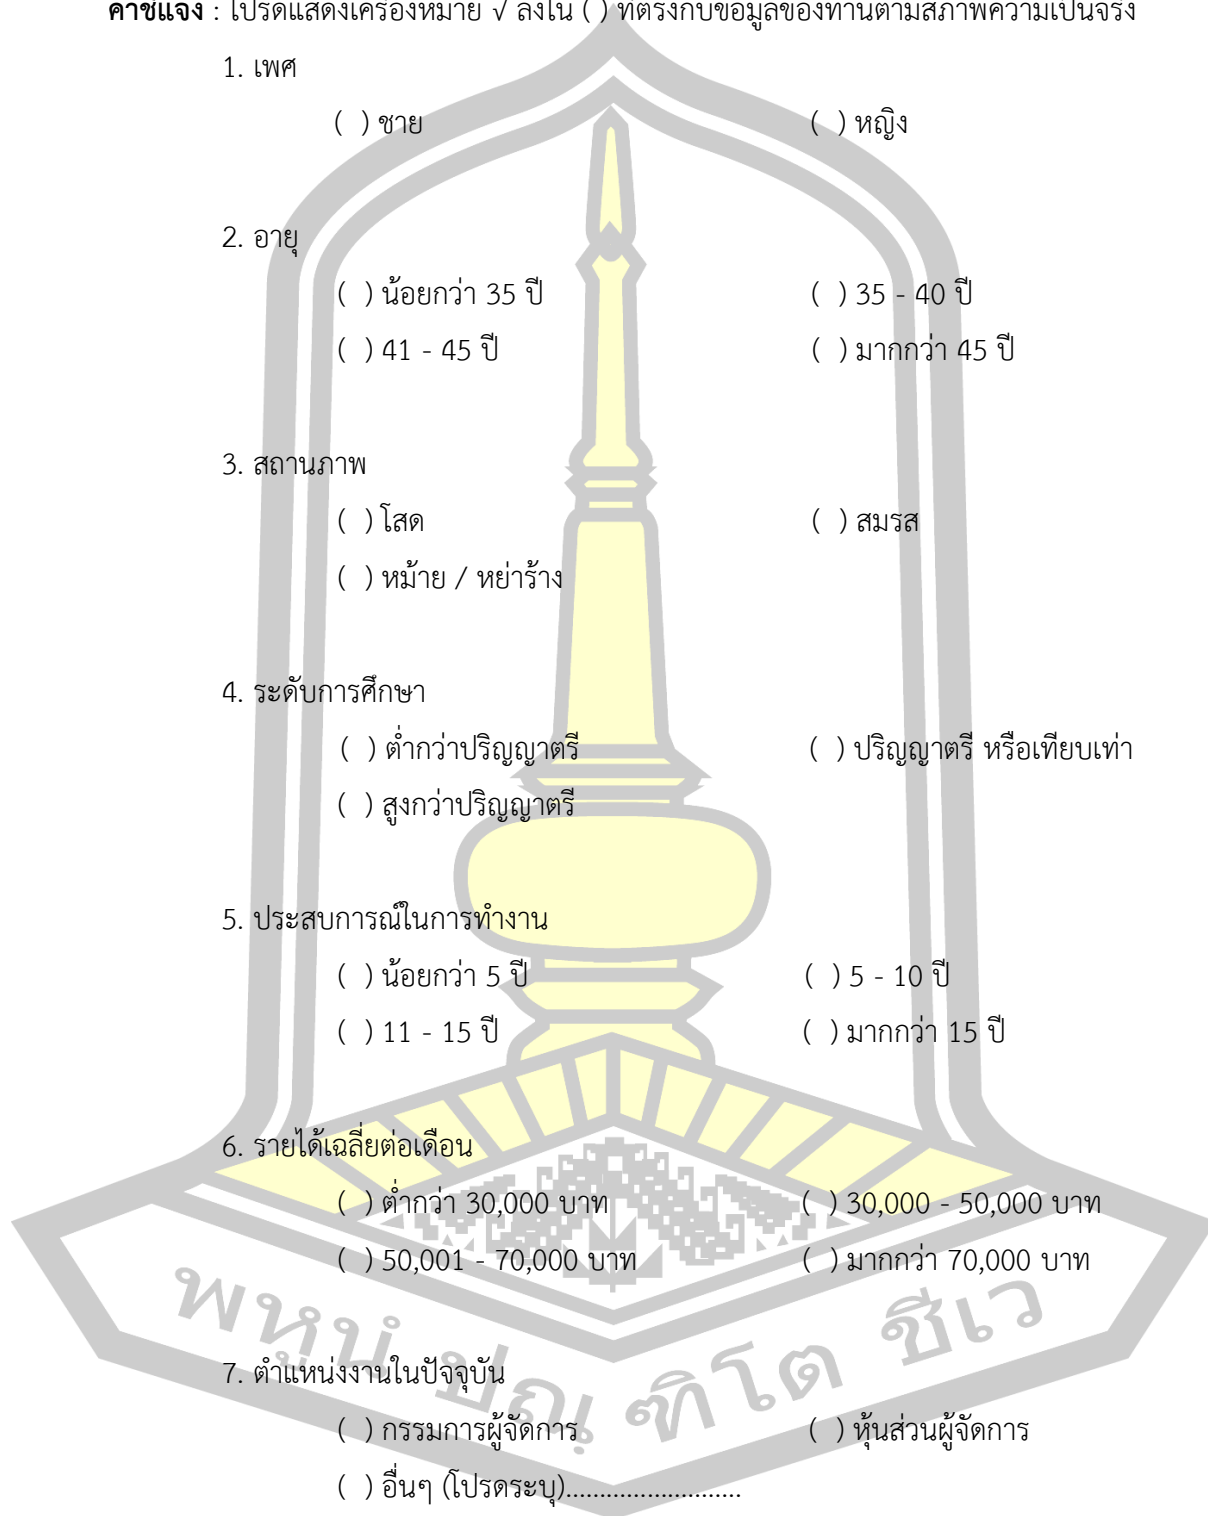 คำชี้แจง : โปรดแสดงเครื่องหมาย √ ลงใน ( ) ที่ตรงกับข้อมูลของท่านตามสภาพความเป็นจริง
1. เพศ
( ) ชาย ( ) หญิง
2. อายุ
( ) น้อยกว่า 35 ปี ( ) 35 - 40 ปี
( ) 41 - 45 ปี ( ) มากกว่า 45 ปี
3. สถานภาพ
( ) โสด ( ) สมรส
( ) หม้าย / หย่าร้าง
4. ระดับการศึกษา
( ) ต่ำกว่าปริญญาตรี ( ) ปริญญาตรี หรือเทียบเท่า
( ) สูงกว่าปริญญาตรี
5. ประสบการณ์ในการทำงาน
( ) น้อยกว่า 5 ปี ( ) 5 - 10 ปี
( ) 11 - 15 ปี ( ) มากกว่า 15 ปี
6. รายได้เฉลี่ยต่อเดือน
( ) ต่ำกว่า 30,000 บาท ( ) 30,000 - 50,000 บาท
( ) 50,001 - 70,000 บาท ( ) มากกว่า 70,000 บาท
พหูนํ ปณฺฑิโต ชีเว
7. ตำแหน่งงานในปัจจุบัน
( ) กรรมการผู้จัดการ ( ) หุ้นส่วนผู้จัดการ
( ) อื่นๆ (โปรดระบุ)..........................